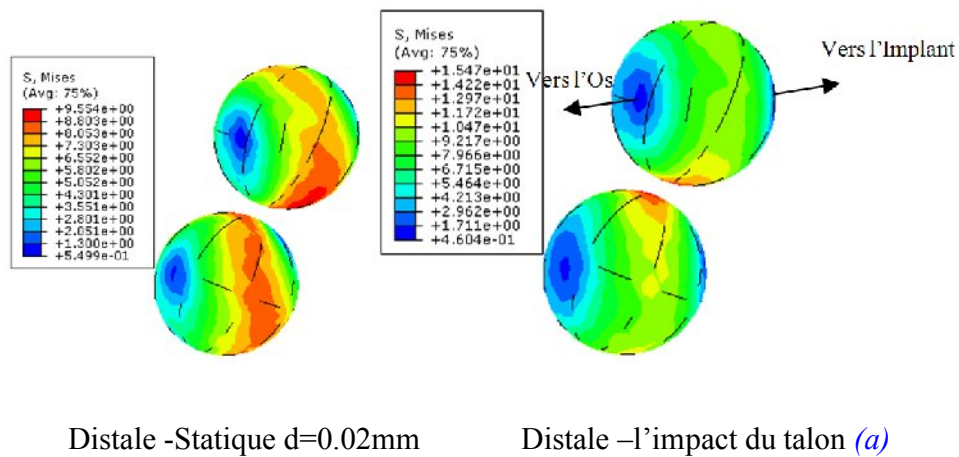 S, Mises
(Avg: 75%)
+9.554e+00
+8.803e+00
+8.053e+00
+7.303e+00
+6.552e+00
+5.802e+00
+5.052e+00
+4.301e+00
+3.551e+00
+2.801e+00
+2.051e+00
+1.300e+00
+5.499e-01
S, Mises
(Avg: 75%)
+1.547e+01
+1.422e+01
+1.297e+01
+1.172e+01
+1.047e+01
+9.217e+00
+7.966e+00
+6.715e+00
+5.464e+00
+4.213e+00
+2.962e+00
+1.711e+00
+4.604e-01
Vers l'Os
Vers l'Implant
Distale -Statique d=0.02mm
Distale –l'impact du talon (a)